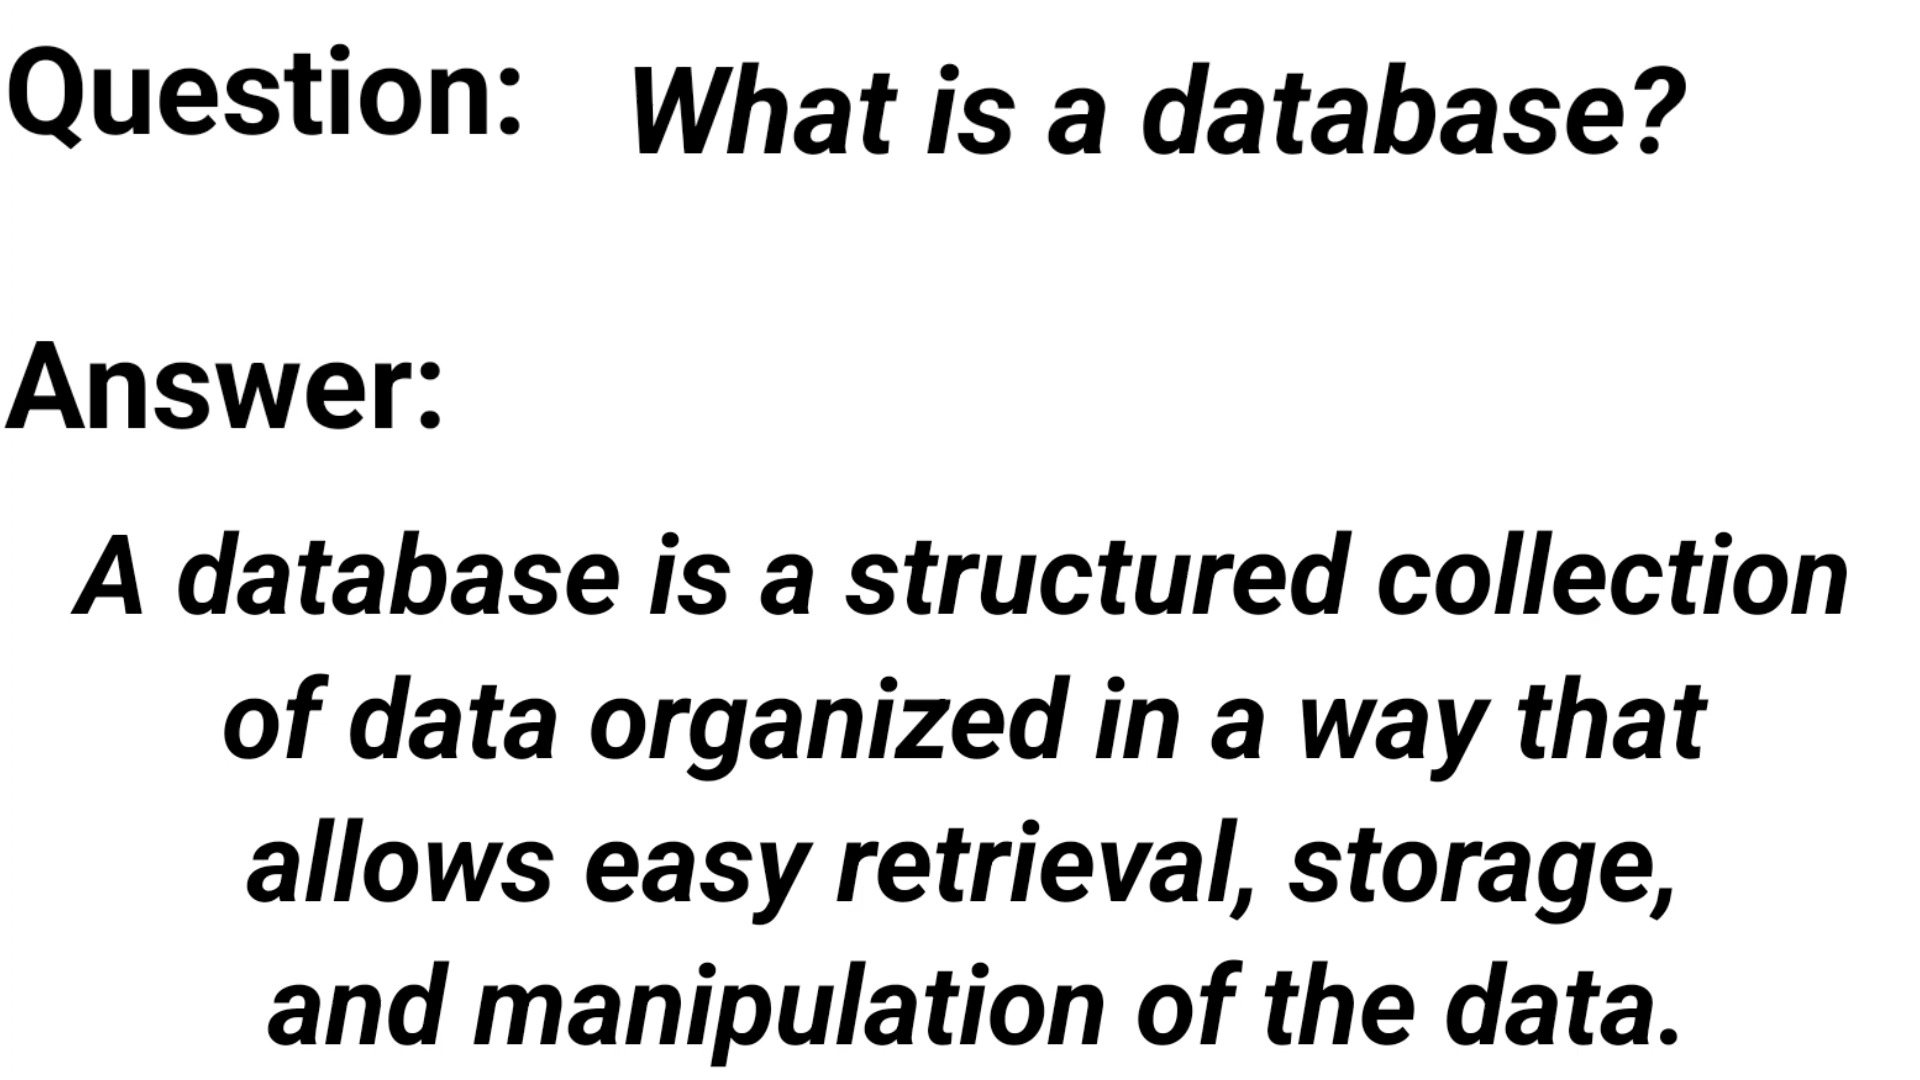 Question: What is a database?
Answer:
A database is a structured collection
of data organized in a way that
allows easy retrieval, storage,
and manipulation of the data.